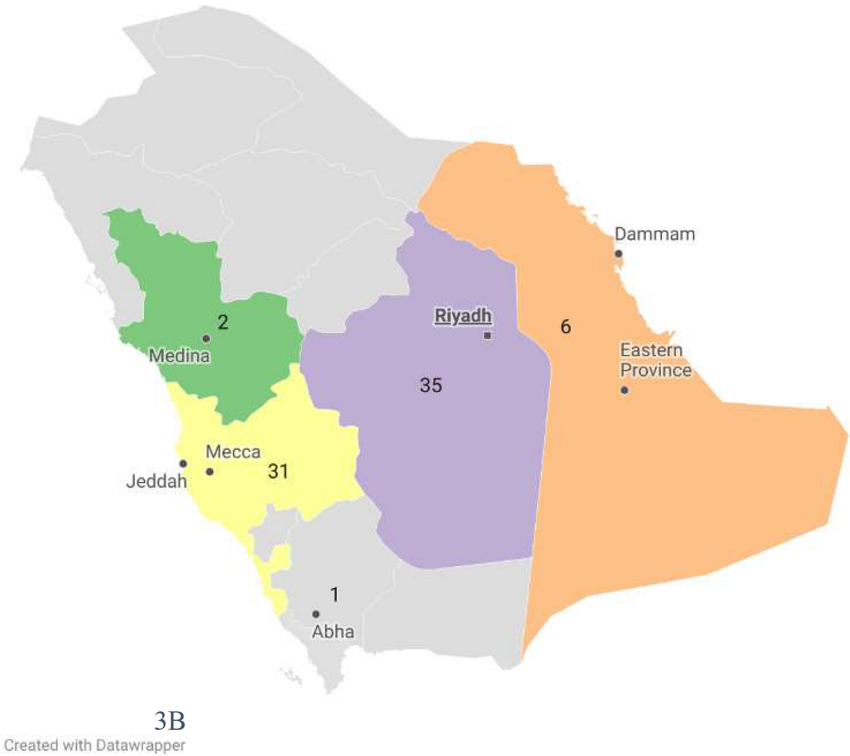 Dammam
2
Riyadh
6
Medina
Eastern
Province
35
Mecca
31
Jeddah
1
Abha
3B
Created with Datawrapper